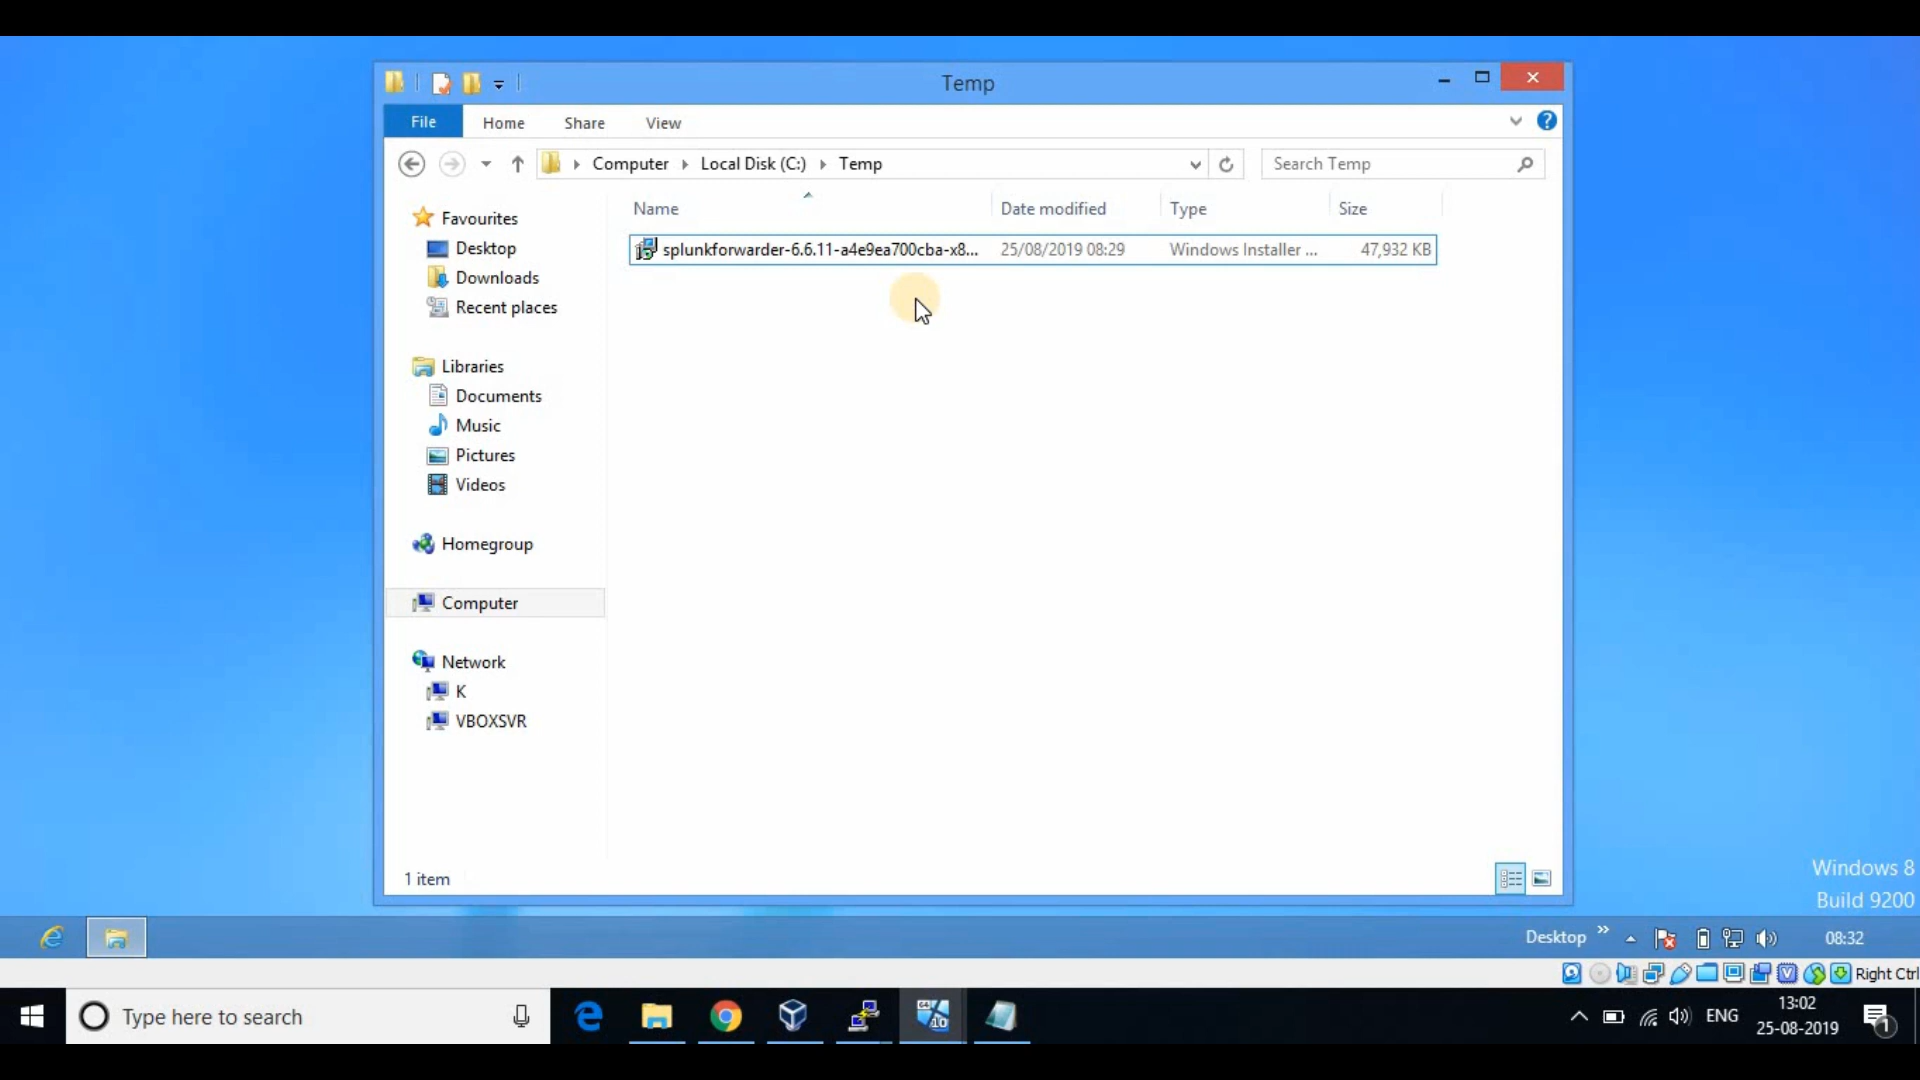 Temp
File Home Share View
Computer Local Disk (C:) Temp
Search Temp
Name Date modified Type Size
splunkforwarder-6.6.11-a4e9ea700cba-x8... 25/08/2019 08:29 Windows Installer ... 47,932 KB
Favourites
Desktop
Downloads
Recent places
Libraries
Documents
Music
Pictures
Videos
Homegroup
Computer
Network
K
VBOXSVR
1 item
Windows 8
Build 9200
Desktop
08:32
Right Ctrl
Type here to search
ENG
13:02
25-08-2019
1